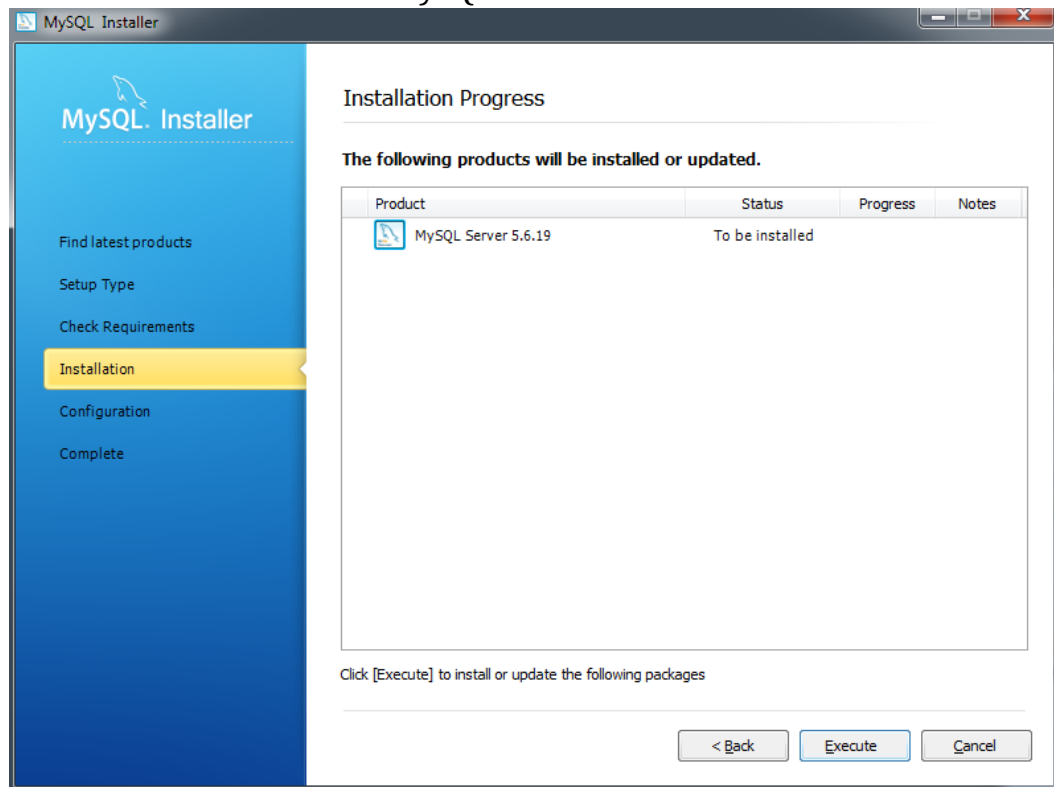 MySQL Installer
MySQL. Installer
Find latest products
Setup Type
Check Requirements
Installation
Configuration
Complete
Installation Progress
The following products will be installed or updated.
Product Status Progress Notes
MySQL Server 5.6.19 To be installed
Click [Execute] to install or update the following packages
< Back Execute Cancel